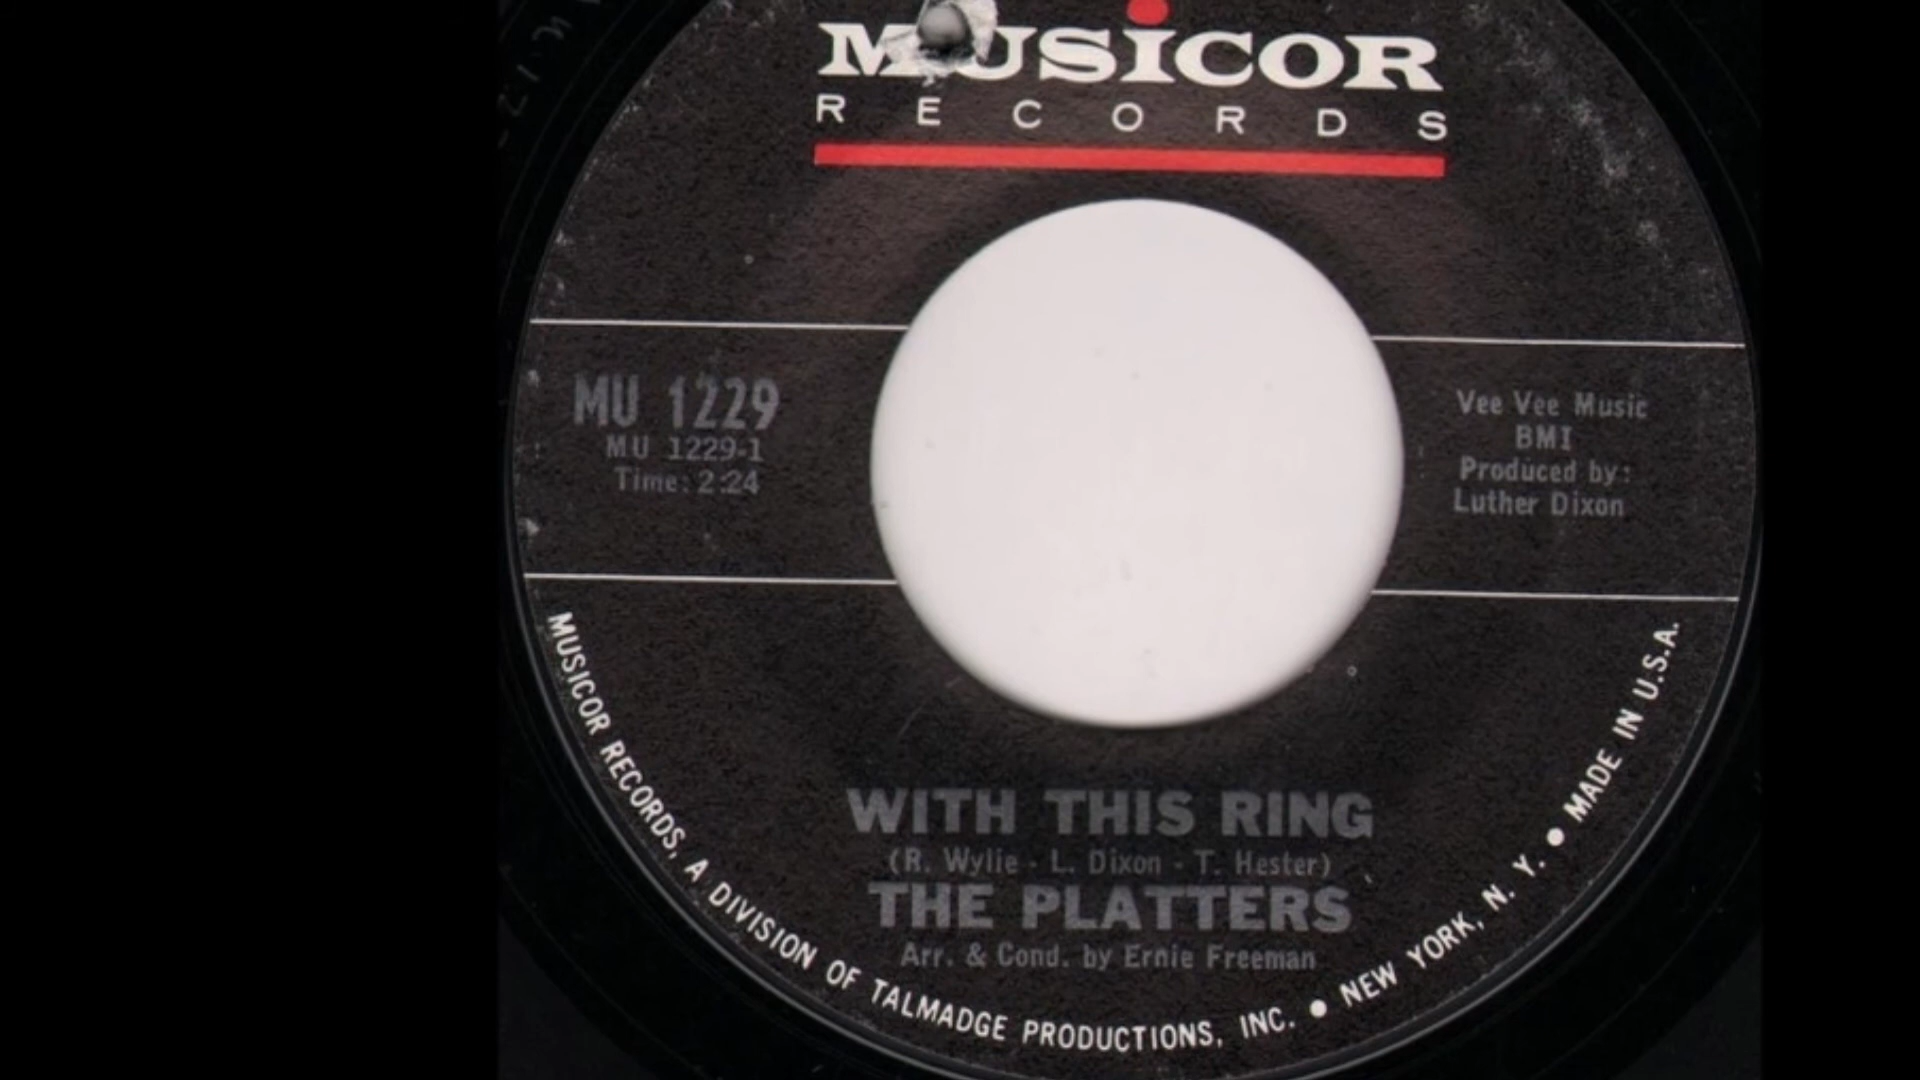 MUSICOR
RECORDS
MU 1229
MU 1229-1
Time: 2:24
Vee Vee Music
BMI
Produced by:
Luther Dixon
WITH THIS RING
(R. Wylie - L. Dixon - T. Hester)
THE PLATTERS
Arr. & Cond. by Ernie Freeman
MUSICOR RECORDS, A DIVISION OF TALMADGE PRODUCTIONS, INC. ● NEW YORK, N. Y. ● MADE IN U.S.A.